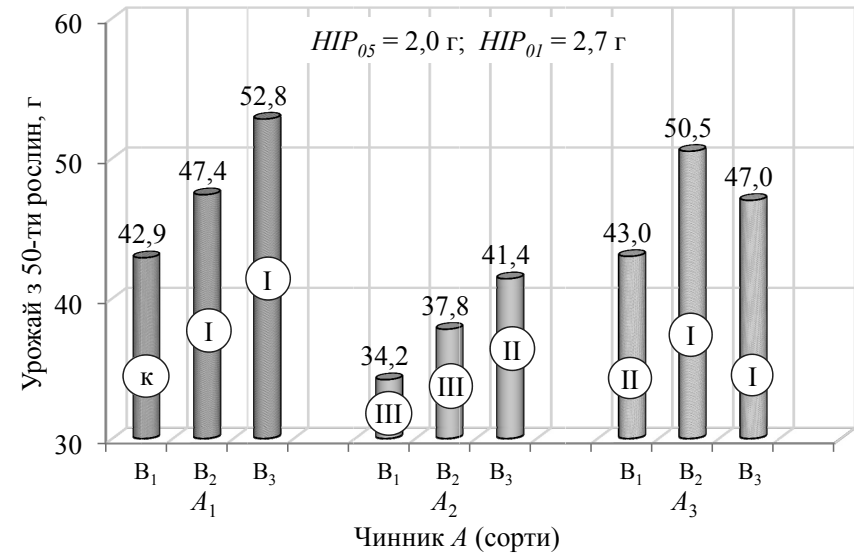 60
HIP05 = 2,0 г; HIP01 = 2,7 г
52,8
50,5
50
47,4
47,0
42,9
43,0
41,4
40
37,8
34,2
I
I
I
II
к
III
III
II
I
30
B1 B2 B3 B1 B2 B3 B1 B2 B3
A1 A2 A3
Урожай з 50-ти рослин, г
Чинник A (сорти)